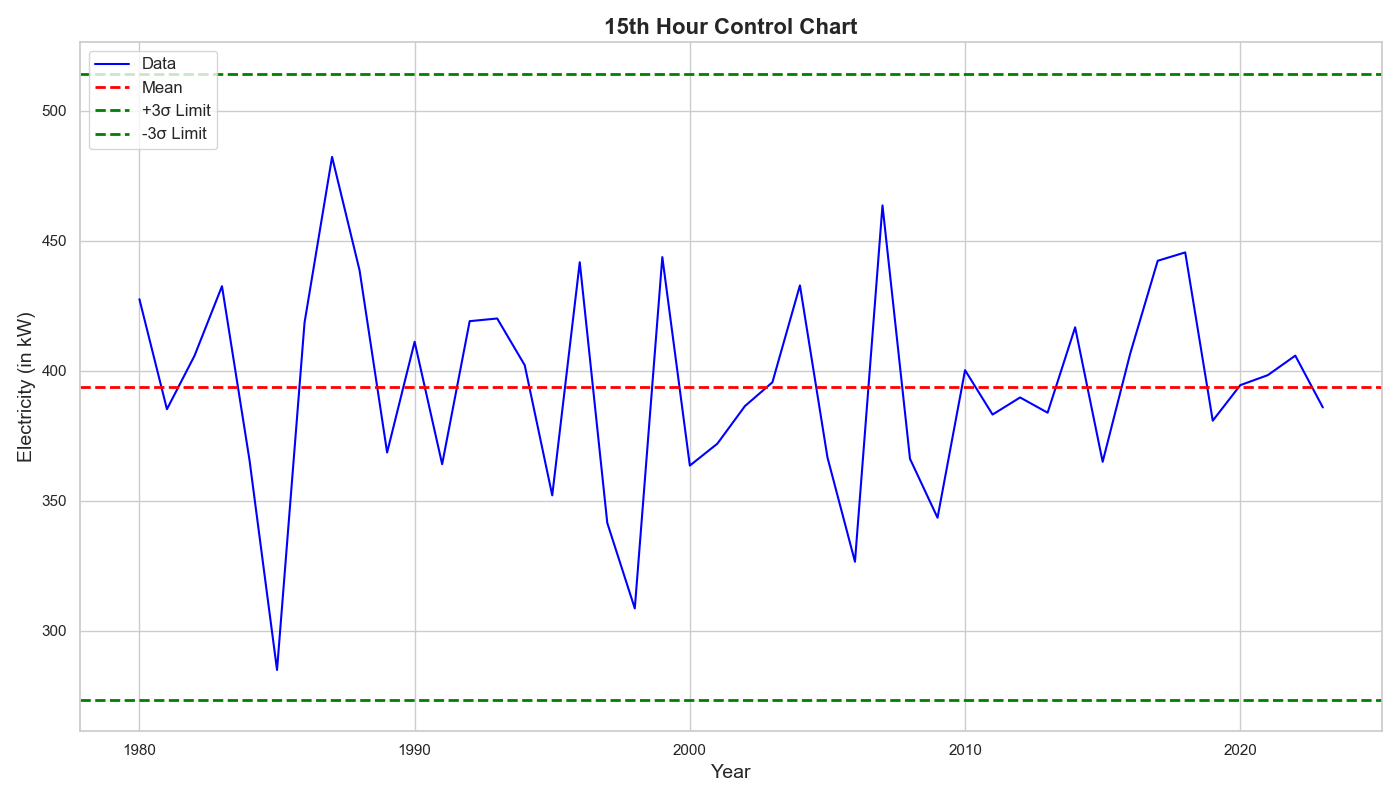 15th Hour Control Chart
Data
Mean
+3σ Limit
-3σ Limit
500
450
400
350
300
Electricity (in kW)
1980
1990
2000
2010
2020
Year